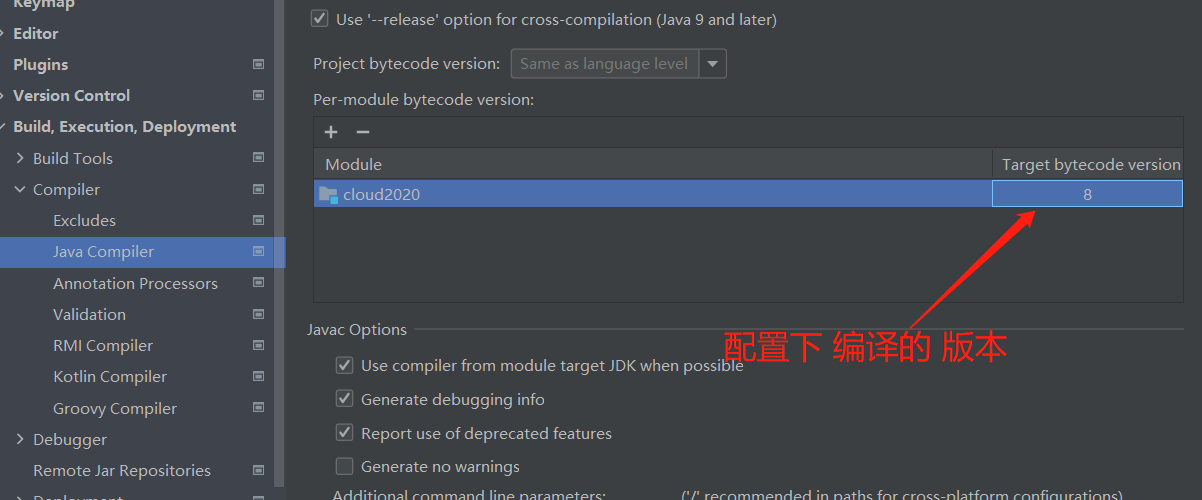 Keymap
Editor
Plugins
Version Control
Build, Execution, Deployment
Build Tools
Compiler
Excludes
Java Compiler
Annotation Processors
Validation
RMI Compiler
Kotlin Compiler
Groovy Compiler
Debugger
Remote Jar Repositories
Deployment
Use '--release' option for cross-compilation (Java 9 and later)
Project bytecode version: Same as language level
Per-module bytecode version:
Module Target bytecode version
cloud2020 8
配置下 编译的 版本
Javac Options
Use compiler from module target JDK when possible
Generate debugging info
Report use of deprecated features
Generate no warnings
Additional command line parameters: ('/' recommended in paths for cross-platform configurations)